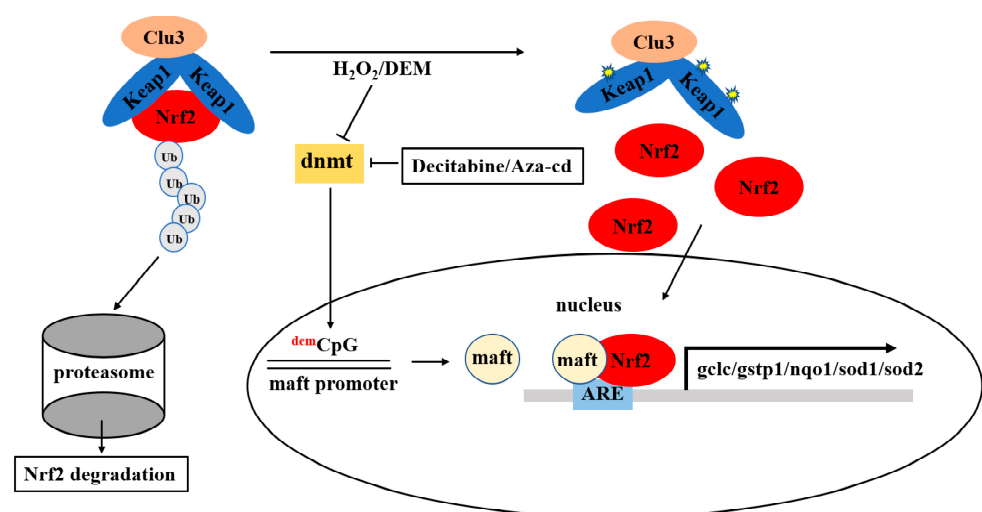 Clu3
Keap1
Keap1
Nrf2
Ub
Ub
Ub
Ub
Ub
proteasome
Nrf2 degradation
H₂O₂/DEM
dnmt
Decitabine/Aza-cd
Clu3
Keap1
Keap1
Nrf2
Nrf2
Nrf2
nucleus
demCpG
maft promoter
maft
maft
Nrf2
ARE
gclc/gstp1/nqo1/sod1/sod2